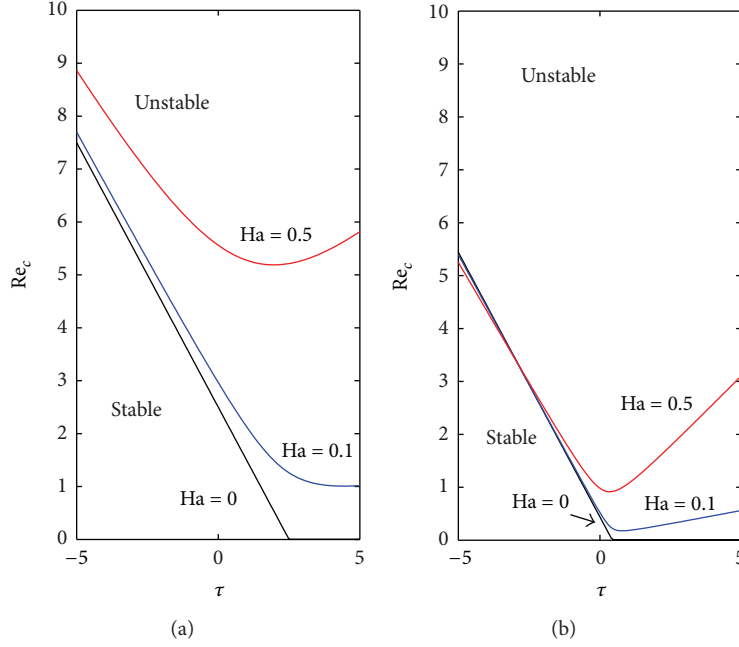 10
9
8
7
6
5
4
3
2
1
0
Re_c
Unstable
Ha = 0.5
Stable
Ha = 0.1
Ha = 0
−5
0
5
τ
(a)
10
9
8
7
6
5
4
3
2
1
0
Re_c
Unstable
Ha = 0.5
Stable
Ha = 0
Ha = 0.1
−5
0
5
τ
(b)